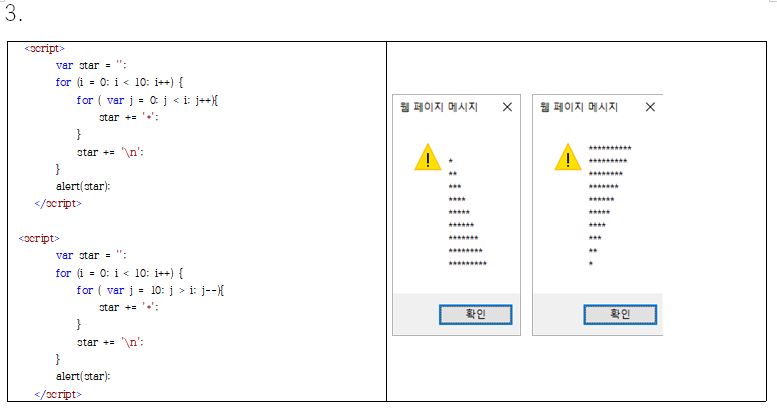 3.
<script>
var star = '';
for (i = 0; i < 10; i++) {
for ( var j = 0; j < i; j++){
star += '*';
}
star += '\n';
}
alert(star);
</script>
<script>
var star = '';
for (i = 0; i < 10; i++) {
for ( var j = 10; j > i; j--){
star += '*';
}
star += '\n';
}
alert(star);
</script>
웹 페이지 메시지
*
**
***
****
*****
******
*******
********
*********
확인
웹 페이지 메시지
**********
*********
********
*******
******
*****
****
***
**
*
확인